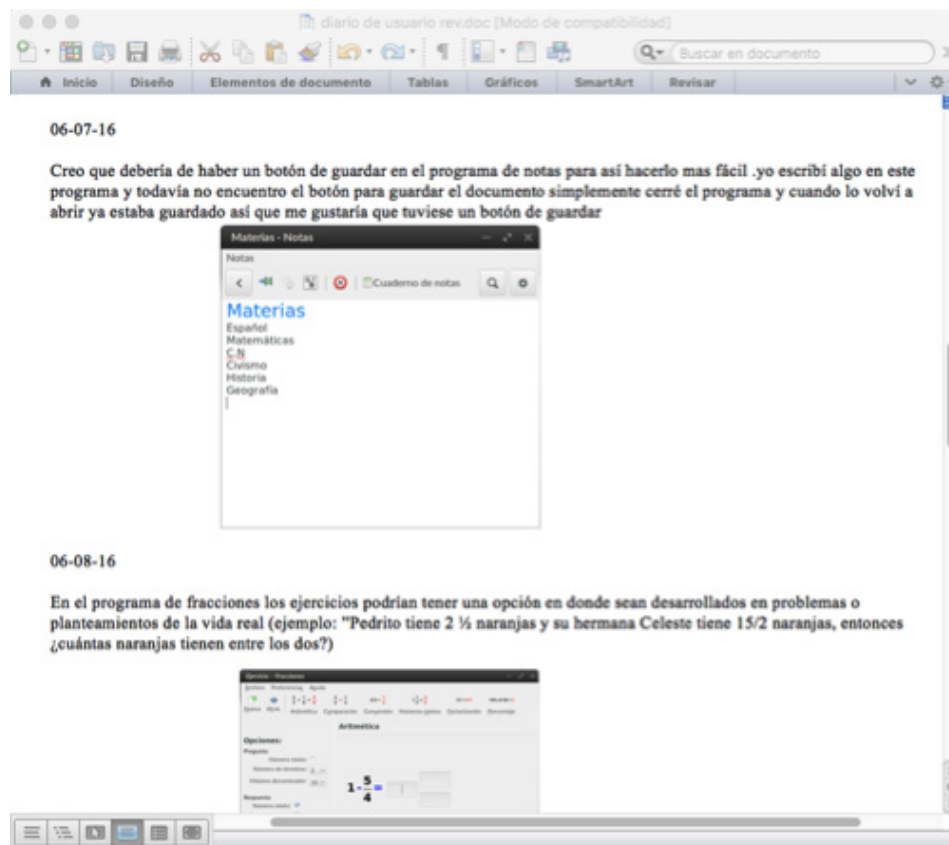 diario de usuario rev.doc [Modo de compatibilidad]
Buscar en documento
Inicio Diseño Elementos de documento Tablas Gráficos SmartArt Revisar
06-07-16
Creo que debería de haber un botón de guardar en el programa de notas para así hacerlo mas fácil .yo escribí algo en este
programa y todavía no encuentro el botón para guardar el documento simplemente cerré el programa y cuando lo volví a
abrir ya estaba guardado así que me gustaría que tuviese un botón de guardar
Materias - Notas
Notas
Cuaderno de notas
Materias
Español
Matemáticas
C.N
Civismo
Historia
Geografía
06-08-16
En el programa de fracciones los ejercicios podrían tener una opción en donde sean desarrollados en problemas o
planteamientos de la vida real (ejemplo: "Pedrito tiene 2 ½ naranjas y su hermana Celeste tiene 15/2 naranjas, entonces
¿cuántas naranjas tienen entre los dos?)
Aritmética
Opciones:
1-5/4=